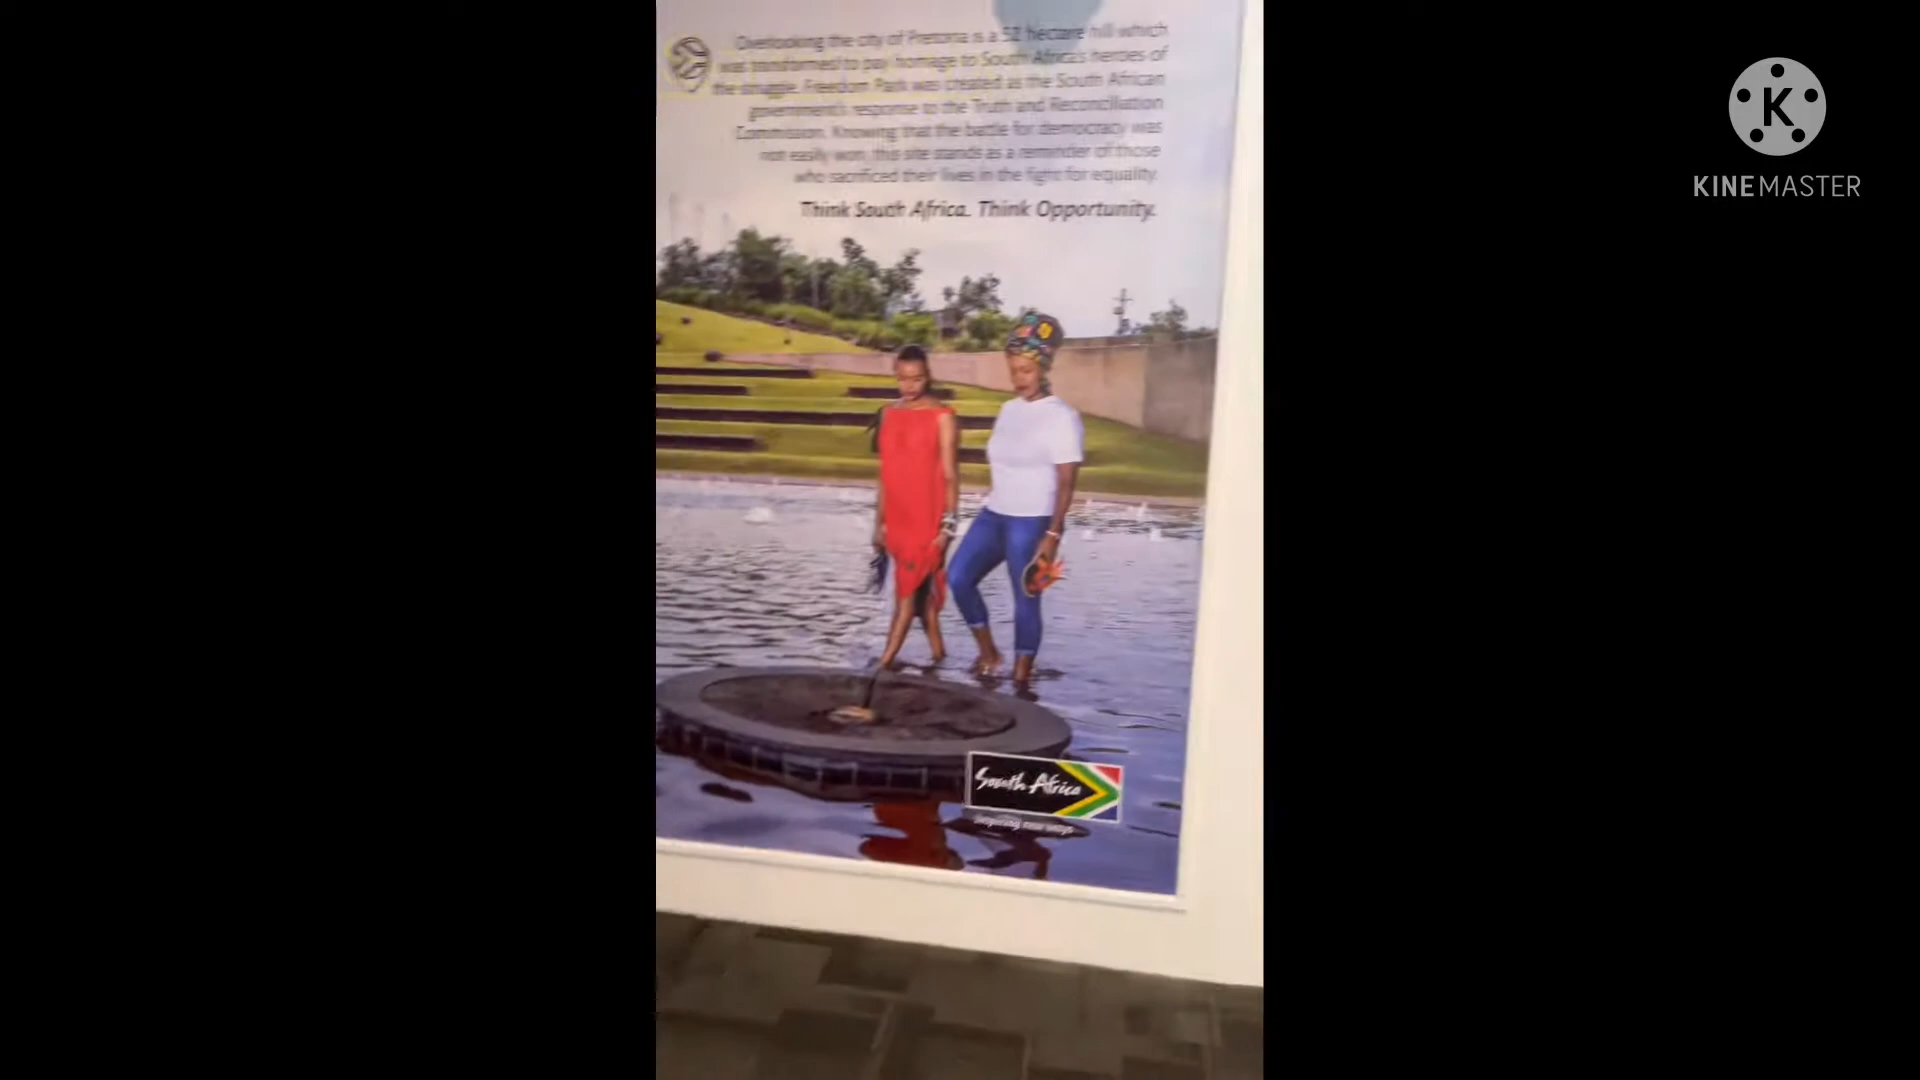 Overlooking the city of Pretoria is a 52 hectare hill which
was transformed to pay homage to South Africa's heroes of
the struggle. Freedom Park was created as the South African
government's response to the Truth and Reconciliation
Commission. Knowing that the battle for democracy was
not easily won, this site stands as a reminder of those
who sacrificed their lives in the fight for equality.
Think South Africa. Think Opportunity.
South Africa
Inspiring new ways
K
KINEMASTER